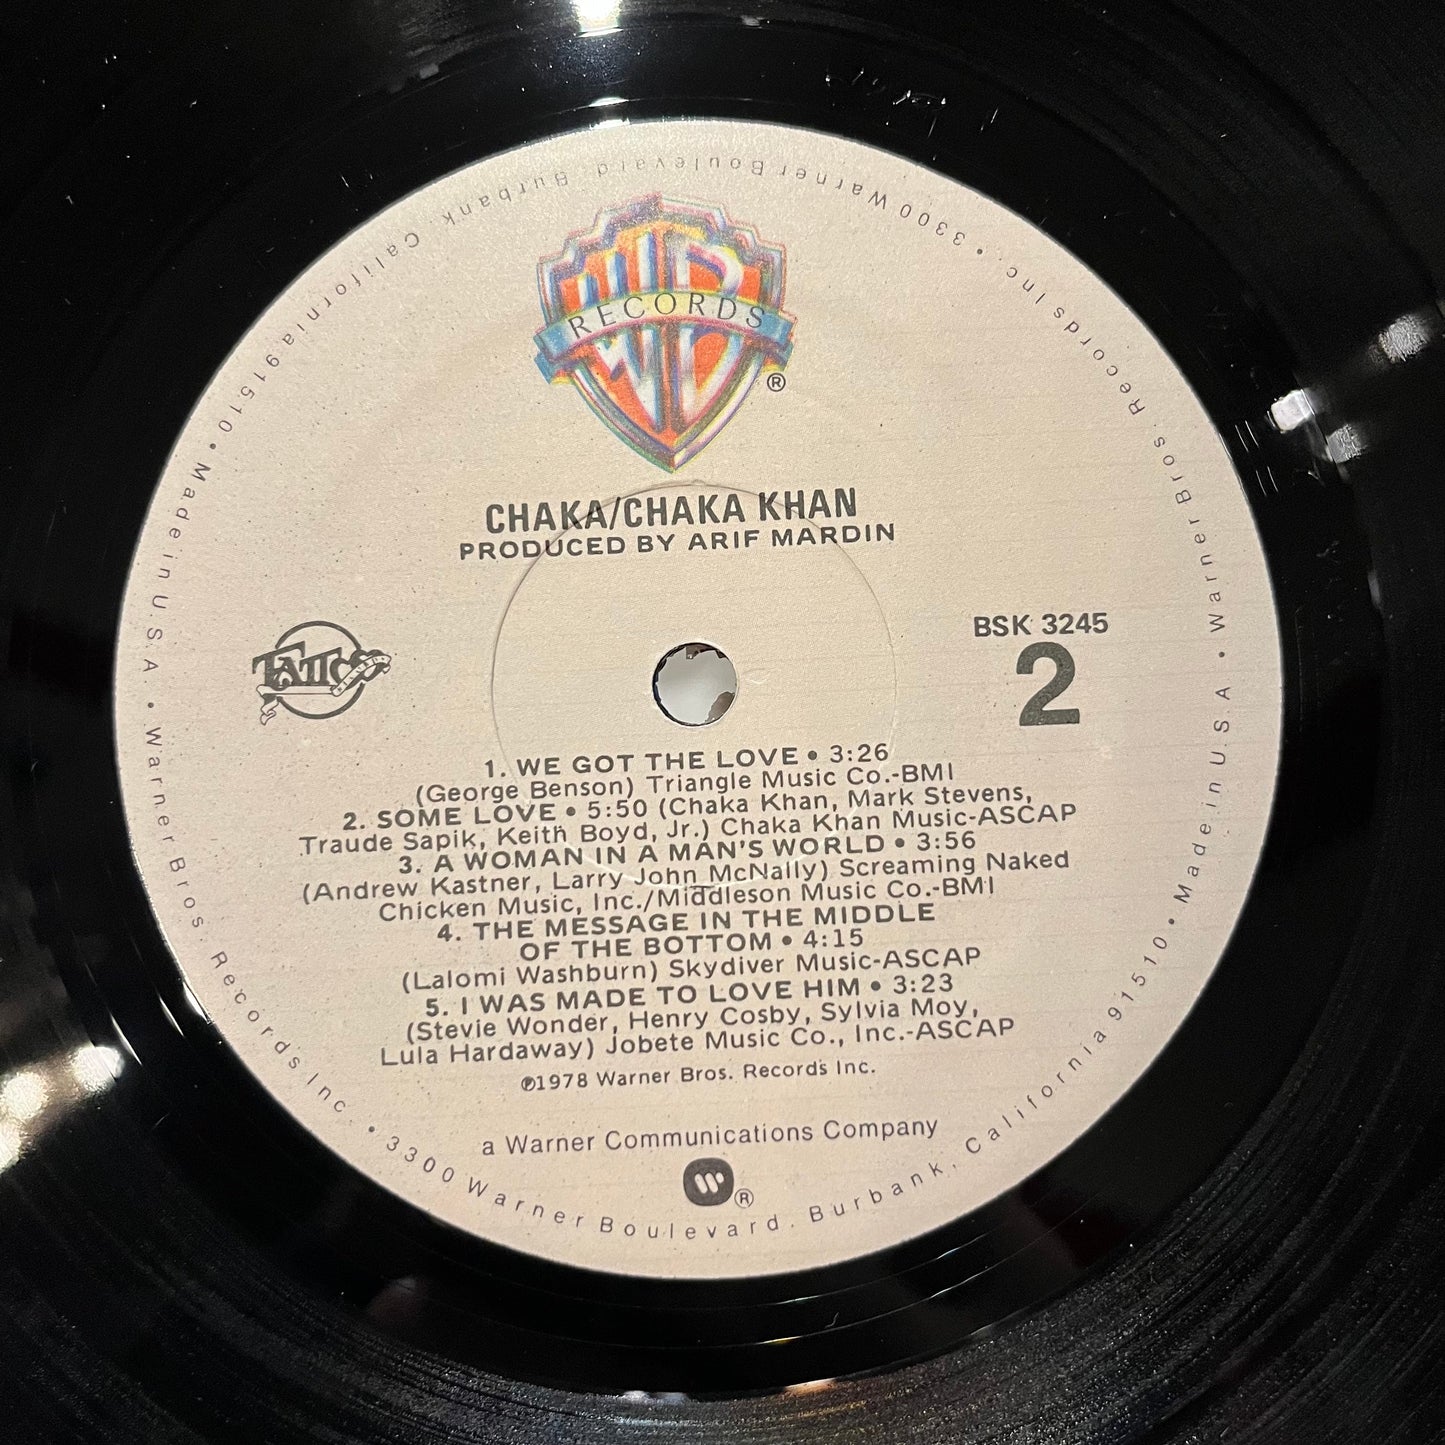 WB
RECORDS
®
CHAKA/CHAKA KHAN
PRODUCED BY ARIF MARDIN
TATTOO
BSK 3245
2
1. WE GOT THE LOVE • 3:26
(George Benson) Triangle Music Co.-BMI
2. SOME LOVE • 5:50 (Chaka Khan, Mark Stevens,
Traude Sapik, Keith Boyd, Jr.) Chaka Khan Music-ASCAP
3. A WOMAN IN A MAN'S WORLD • 3:56
(Andrew Kastner, Larry John McNally) Screaming Naked
Chicken Music, Inc./Middleson Music Co.-BMI
4. THE MESSAGE IN THE MIDDLE
OF THE BOTTOM • 4:15
(Lalomi Washburn) Skydiver Music-ASCAP
5. I WAS MADE TO LOVE HIM • 3:23
(Stevie Wonder, Henry Cosby, Sylvia Moy,
Lula Hardaway) Jobete Music Co., Inc.-ASCAP
℗1978 Warner Bros. Records Inc.
a Warner Communications Company
®
Warner Bros. Records Inc. • 3300 Warner Boulevard. Burbank, California 91510 • Made in U.S.A • Warner Bros. Records Inc. • 3300 Warner Boulevard. Burbank, California 91510 • Made in U.S.A •